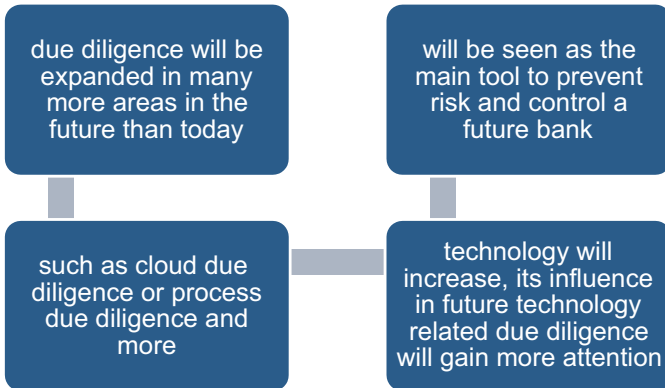 due diligence will be
expanded in many
more areas in the
future than today
such as cloud due
diligence or process
due diligence and
more
technology will
increase, its influence
in future technology
related due diligence
will gain more attention
will be seen as the
main tool to prevent
risk and control a
future bank